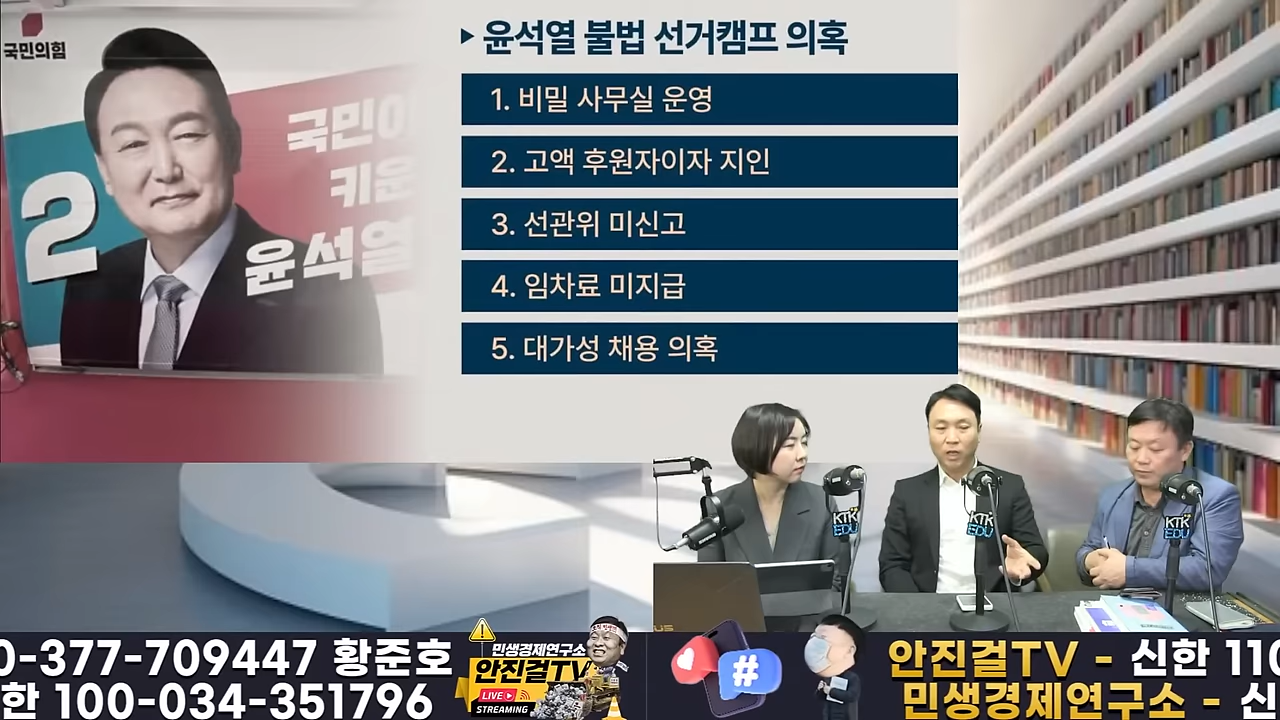 국민의힘
2
국민이
키운
윤석열
▶ 윤석열 불법 선거캠프 의혹
1. 비밀 사무실 운영
2. 고액 후원자이자 지인
3. 선관위 미신고
4. 임차료 미지급
5. 대가성 채용 의혹
KTK
EDU
KTK
EDU
KTK
EDU
0-377-709447 황준호
한 100-034-351796
민생경제연구소
안진걸TV
LIVE
STREAMING
#
안진걸TV - 신한 110
민생경제연구소 - 신